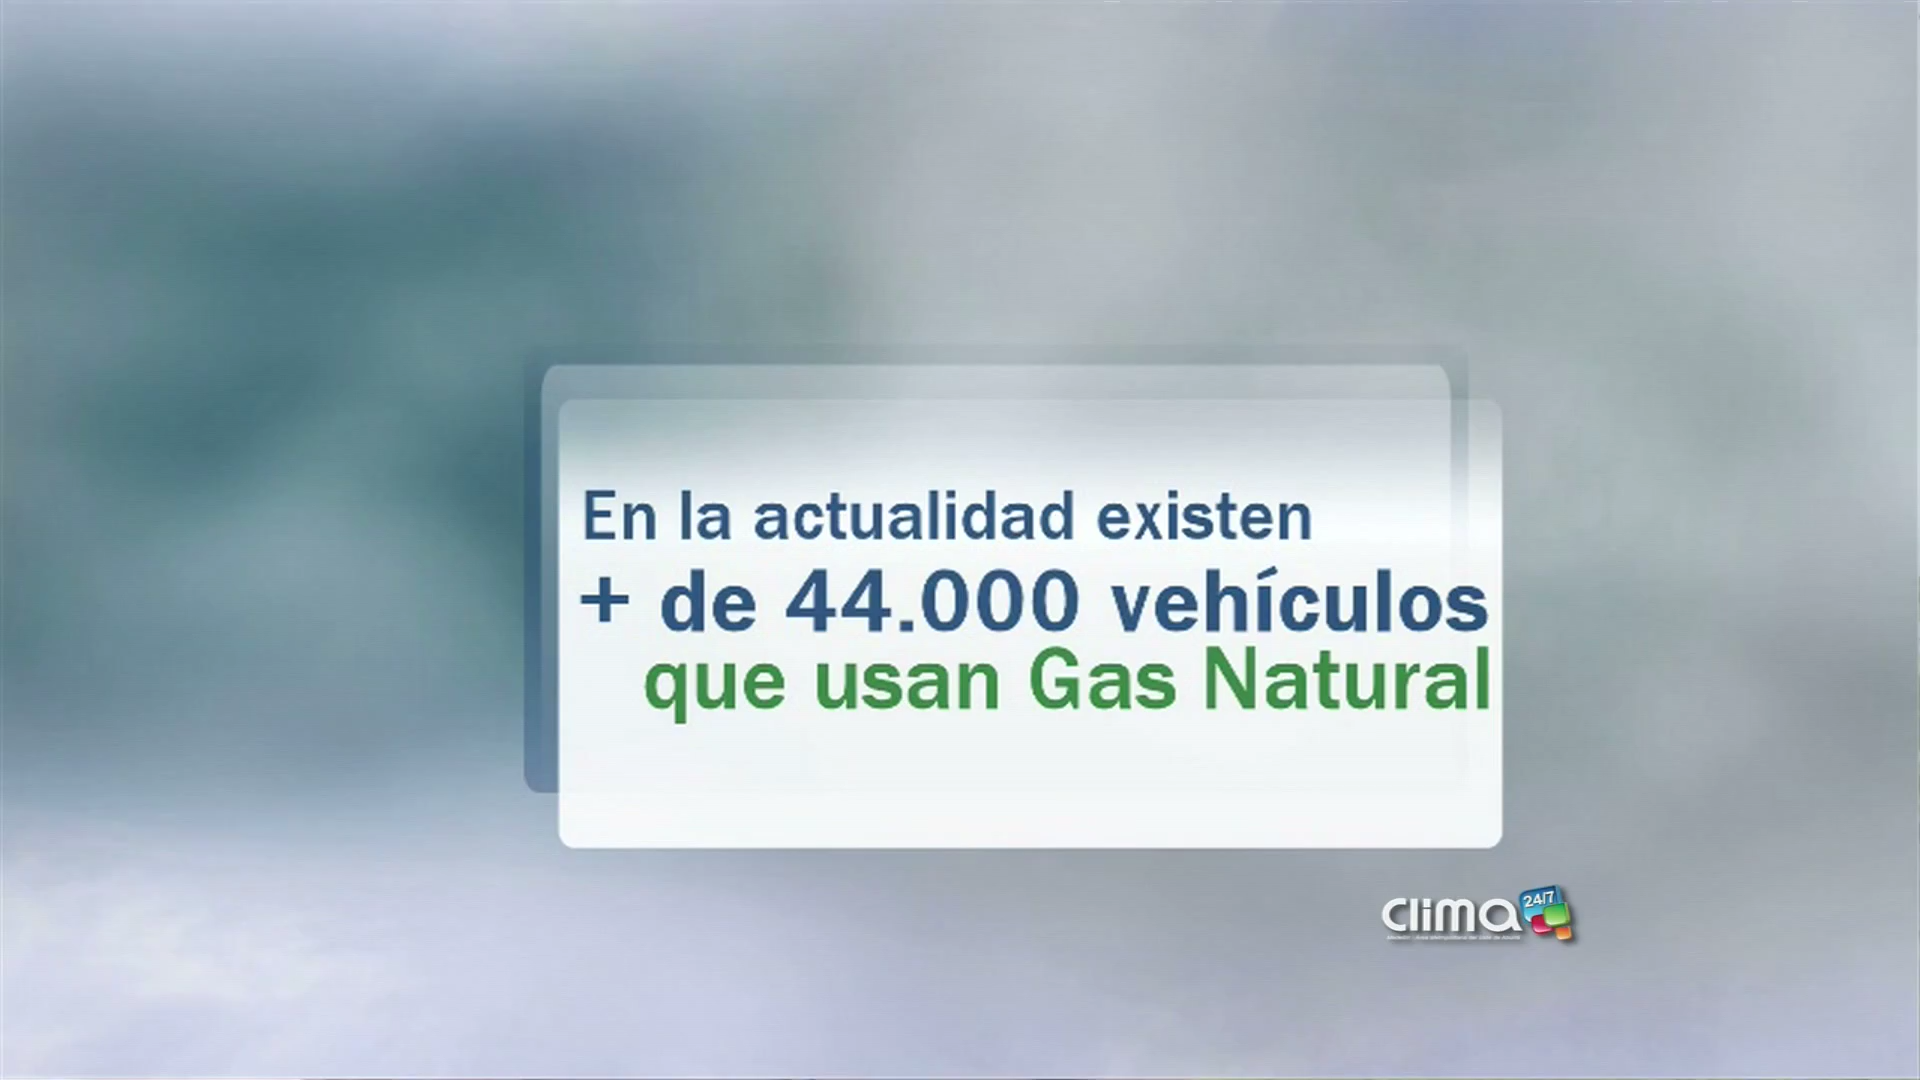 En la actualidad existen
+ de 44.000 vehículos
que usan Gas Natural
clima 24/7